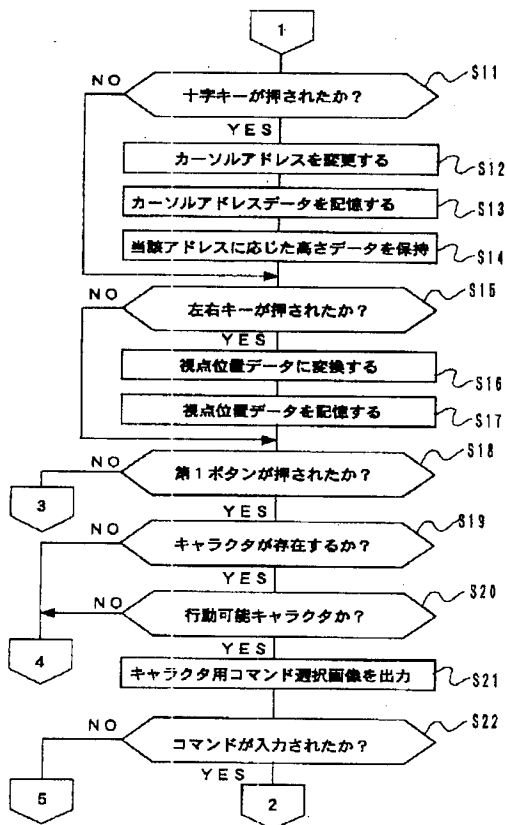 1
十字キーが押されたか?
S11
NO
YES
カーソルアドレスを変更する
S12
カーソルアドレスデータを記憶する
S13
当該アドレスに応じた高さデータを保持
S14
左右キーが押されたか?
S15
NO
YES
視点位置データに変換する
S16
視点位置データを記憶する
S17
第1ボタンが押されたか?
S18
NO
3
YES
キャラクタが存在するか?
S19
NO
YES
行動可能キャラクタか?
S20
NO
4
YES
キャラクタ用コマンド選択画像を出力
S21
コマンドが入力されたか?
S22
NO
5
YES
2